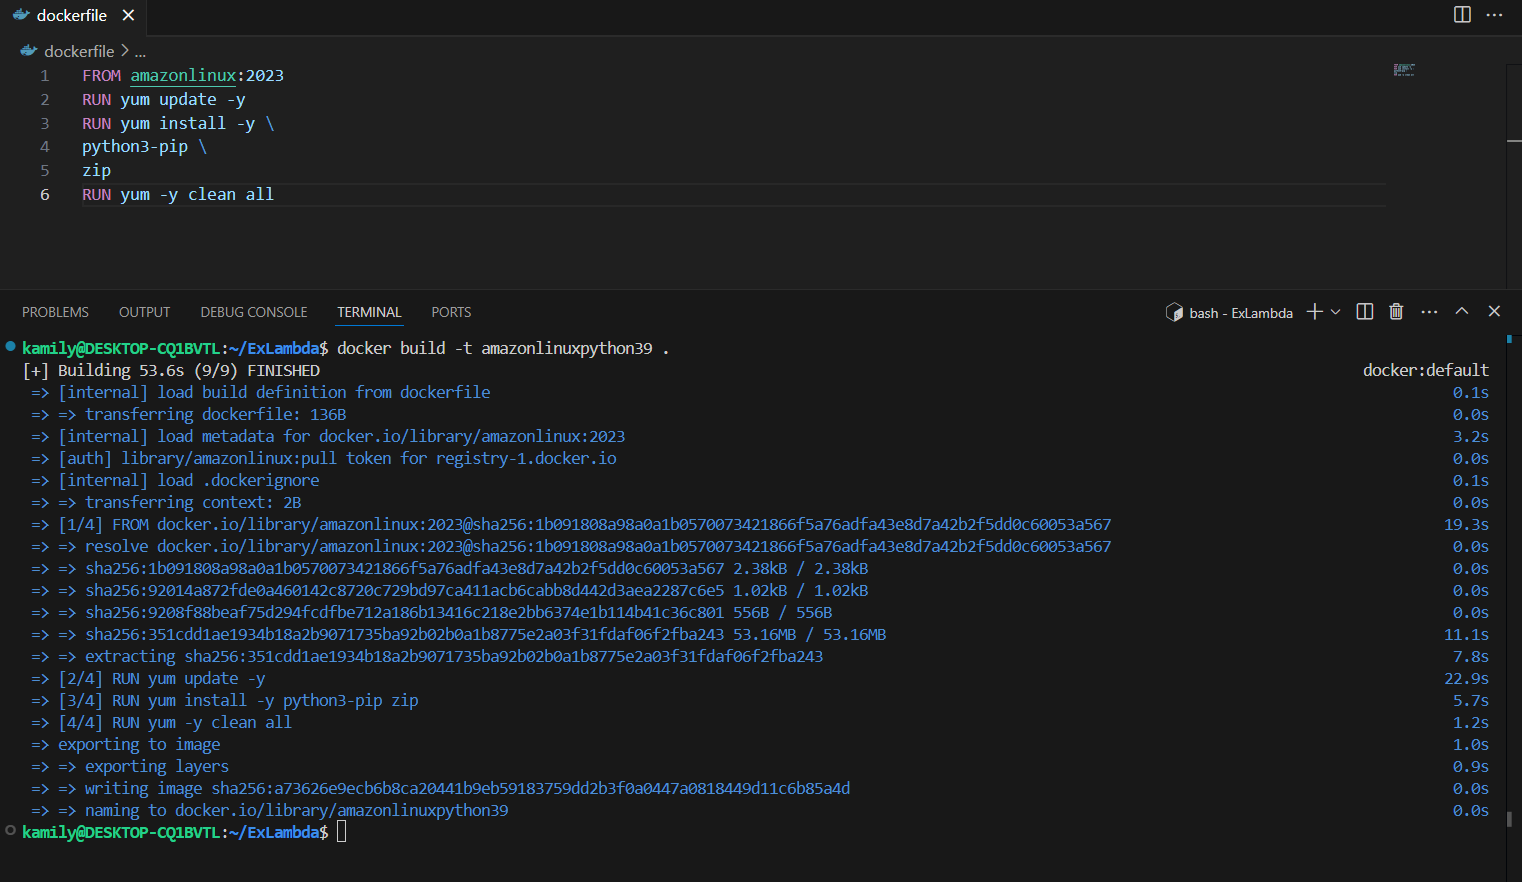 dockerfile
dockerfile > ...
1 FROM amazonlinux:2023
2 RUN yum update -y
3 RUN yum install -y \
4 python3-pip \
5 zip
6 RUN yum -y clean all
PROBLEMS OUTPUT DEBUG CONSOLE TERMINAL PORTS bash - ExLambda
kamily@DESKTOP-CQ1BVTL:~/ExLambda$ docker build -t amazonlinuxpython39 .
[+] Building 53.6s (9/9) FINISHED docker:default
=> [internal] load build definition from dockerfile 0.1s
=> => transferring dockerfile: 136B 0.0s
=> [internal] load metadata for docker.io/library/amazonlinux:2023 3.2s
=> [auth] library/amazonlinux:pull token for registry-1.docker.io 0.0s
=> [internal] load .dockerignore 0.1s
=> => transferring context: 2B 0.0s
=> [1/4] FROM docker.io/library/amazonlinux:2023@sha256:1b091808a98a0a1b0570073421866f5a76adfa43e8d7a42b2f5dd0c60053a567 19.3s
=> => resolve docker.io/library/amazonlinux:2023@sha256:1b091808a98a0a1b0570073421866f5a76adfa43e8d7a42b2f5dd0c60053a567 0.0s
=> => sha256:1b091808a98a0a1b0570073421866f5a76adfa43e8d7a42b2f5dd0c60053a567 2.38kB / 2.38kB 0.0s
=> => sha256:92014a872fde0a460142c8720c729bd97ca411acb6cabb8d442d3aea2287c6e5 1.02kB / 1.02kB 0.0s
=> => sha256:9208f88beaf75d294fcdfbe712a186b13416c218e2bb6374e1b114b41c36c801 556B / 556B 0.0s
=> => sha256:351cdd1ae1934b18a2b9071735ba92b02b0a1b8775e2a03f31fdaf06f2fba243 53.16MB / 53.16MB 11.1s
=> => extracting sha256:351cdd1ae1934b18a2b9071735ba92b02b0a1b8775e2a03f31fdaf06f2fba243 7.8s
=> [2/4] RUN yum update -y 22.9s
=> [3/4] RUN yum install -y python3-pip zip 5.7s
=> [4/4] RUN yum -y clean all 1.2s
=> exporting to image 1.0s
=> => exporting layers 0.9s
=> => writing image sha256:a73626e9ecb6b8ca20441b9eb59183759dd2b3f0a0447a0818449d11c6b85a4d 0.0s
=> => naming to docker.io/library/amazonlinuxpython39 0.0s
kamily@DESKTOP-CQ1BVTL:~/ExLambda$